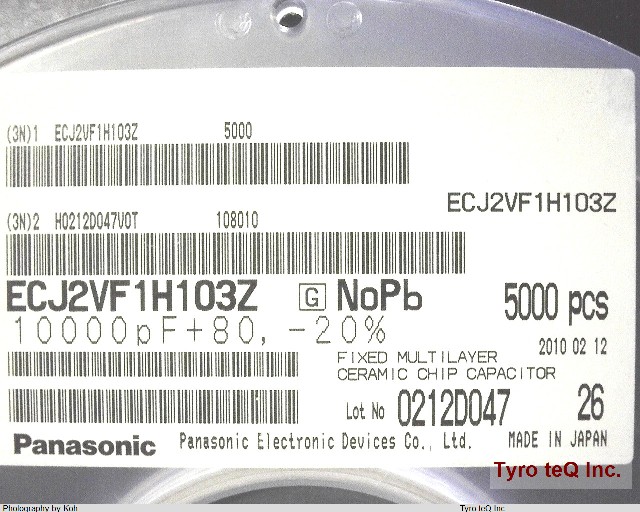 (3N)1 ECJ2VF1H103Z 5000
ECJ2VF1H103Z
(3N)2 H0212D047V0T 108010
ECJ2VF1H103Z G NoPb 5000 pcs
10000pF+80, -20%
2010 02 12
FIXED MULTILAYER
CERAMIC CHIP CAPACITOR
Lot No 0212D047 26
Panasonic Panasonic Electronic Devices Co., Ltd. MADE IN JAPAN
Tyro teQ Inc.
Photography by Koh Tyro teQ Inc